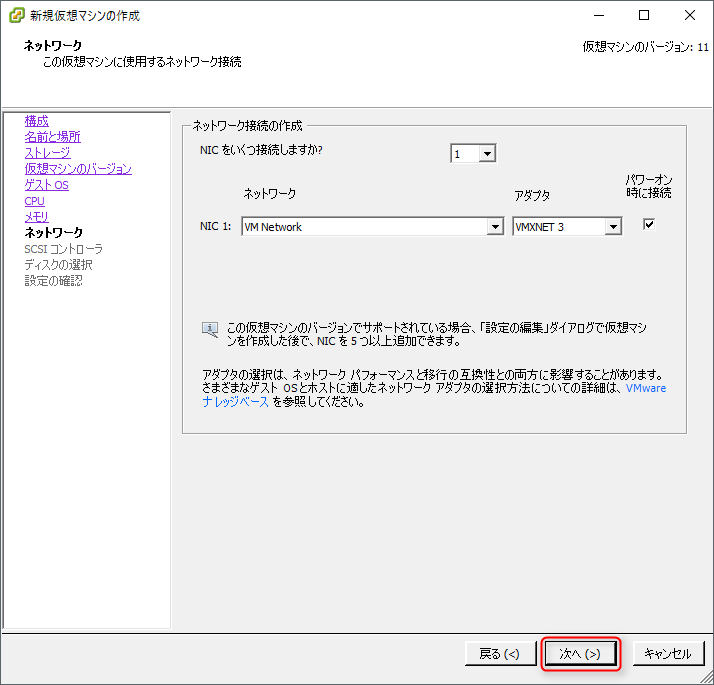 新規仮想マシンの作成
ネットワーク
この仮想マシンに使用するネットワーク接続
仮想マシンのバージョン: 11
構成
名前と場所
ストレージ
仮想マシンのバージョン
ゲスト OS
CPU
メモリ
ネットワーク
SCSI コントローラ
ディスクの選択
設定の確認
ネットワーク接続の作成
NIC をいくつ接続しますか?
1
ネットワーク
アダプタ
パワーオン
時に接続
NIC 1:
VM Network
VMXNET 3
この仮想マシンのバージョンでサポートされている場合、「設定の編集」ダイアログで仮想マシ
ンを作成した後で、NIC を 5 つ以上追加できます。
アダプタの選択は、ネットワーク パフォーマンスと移行の互換性との両方に影響することがあります。
さまざまなゲスト OSとホストに適したネットワーク アダプタの選択方法についての詳細は、VMware
ナレッジベース を参照してください。
戻る (<)
次へ (>)
キャンセル